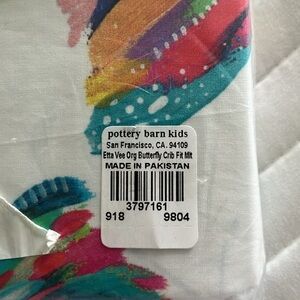 pottery barn kids
San Francisco, CA. 94109
Etta Vee Org Butterfly Crib Fit Mlt
MADE IN PAKISTAN
3797161
918 9804